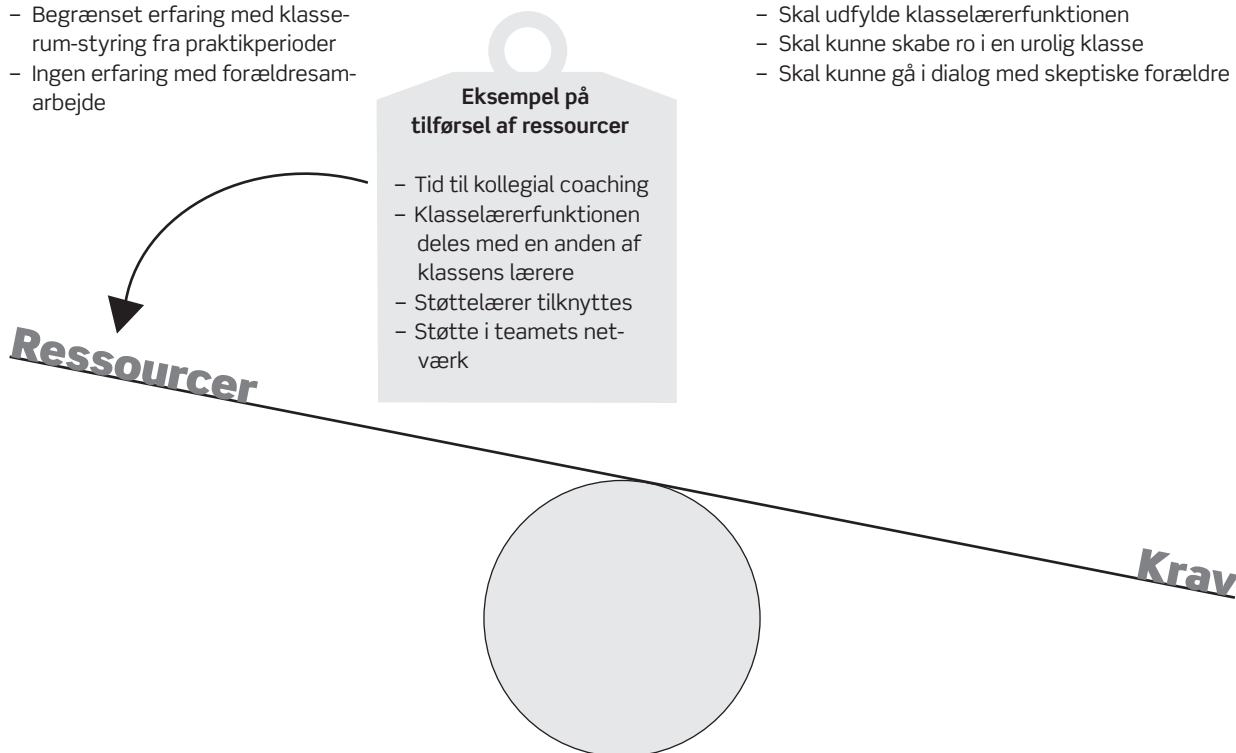 – Begrænset erfaring med klasse-
rum-styring fra praktikperioder
– Ingen erfaring med forældresam-
arbejde
– Skal udfylde klasselærerfunktionen
– Skal kunne skabe ro i en urolig klasse
– Skal kunne gå i dialog med skeptiske forældre
Eksempel på
tilførsel af ressourcer
– Tid til kollegial coaching
– Klasselærerfunktionen
deles med en anden af
klassens lærere
– Støttelærer tilknyttes
– Støtte i teamets net-
værk
Ressourcer
Krav